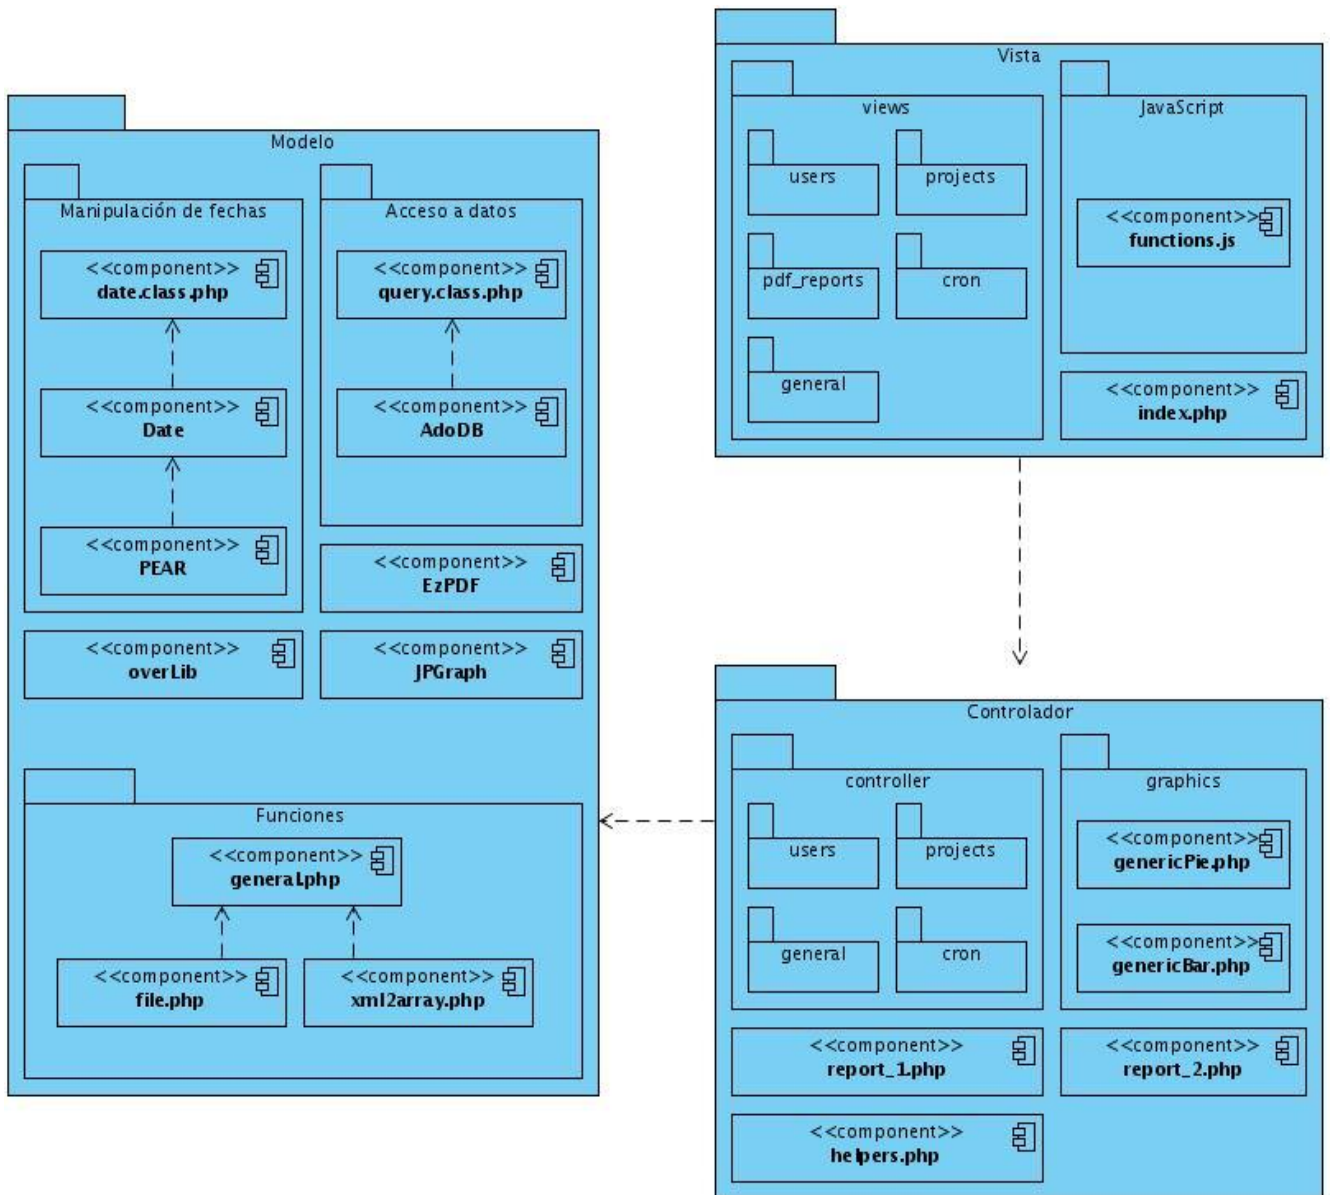 Modelo
Manipulación de fechas
<<component>>
date.class.php
<<component>>
Date
<<component>>
PEAR
Acceso a datos
<<component>>
query.class.php
<<component>>
AdoDB
<<component>>
EzPDF
<<component>>
overLib
<<component>>
JPGraph
Funciones
<<component>>
general.php
<<component>>
file.php
<<component>>
xml2array.php
Vista
views
users
projects
pdf_reports
cron
general
JavaScript
<<component>>
functions.js
<<component>>
index.php
Controlador
controller
users
projects
general
cron
graphics
<<component>>
genericPie.php
<<component>>
genericBar.php
<<component>>
report_1.php
<<component>>
report_2.php
<<component>>
helpers.php